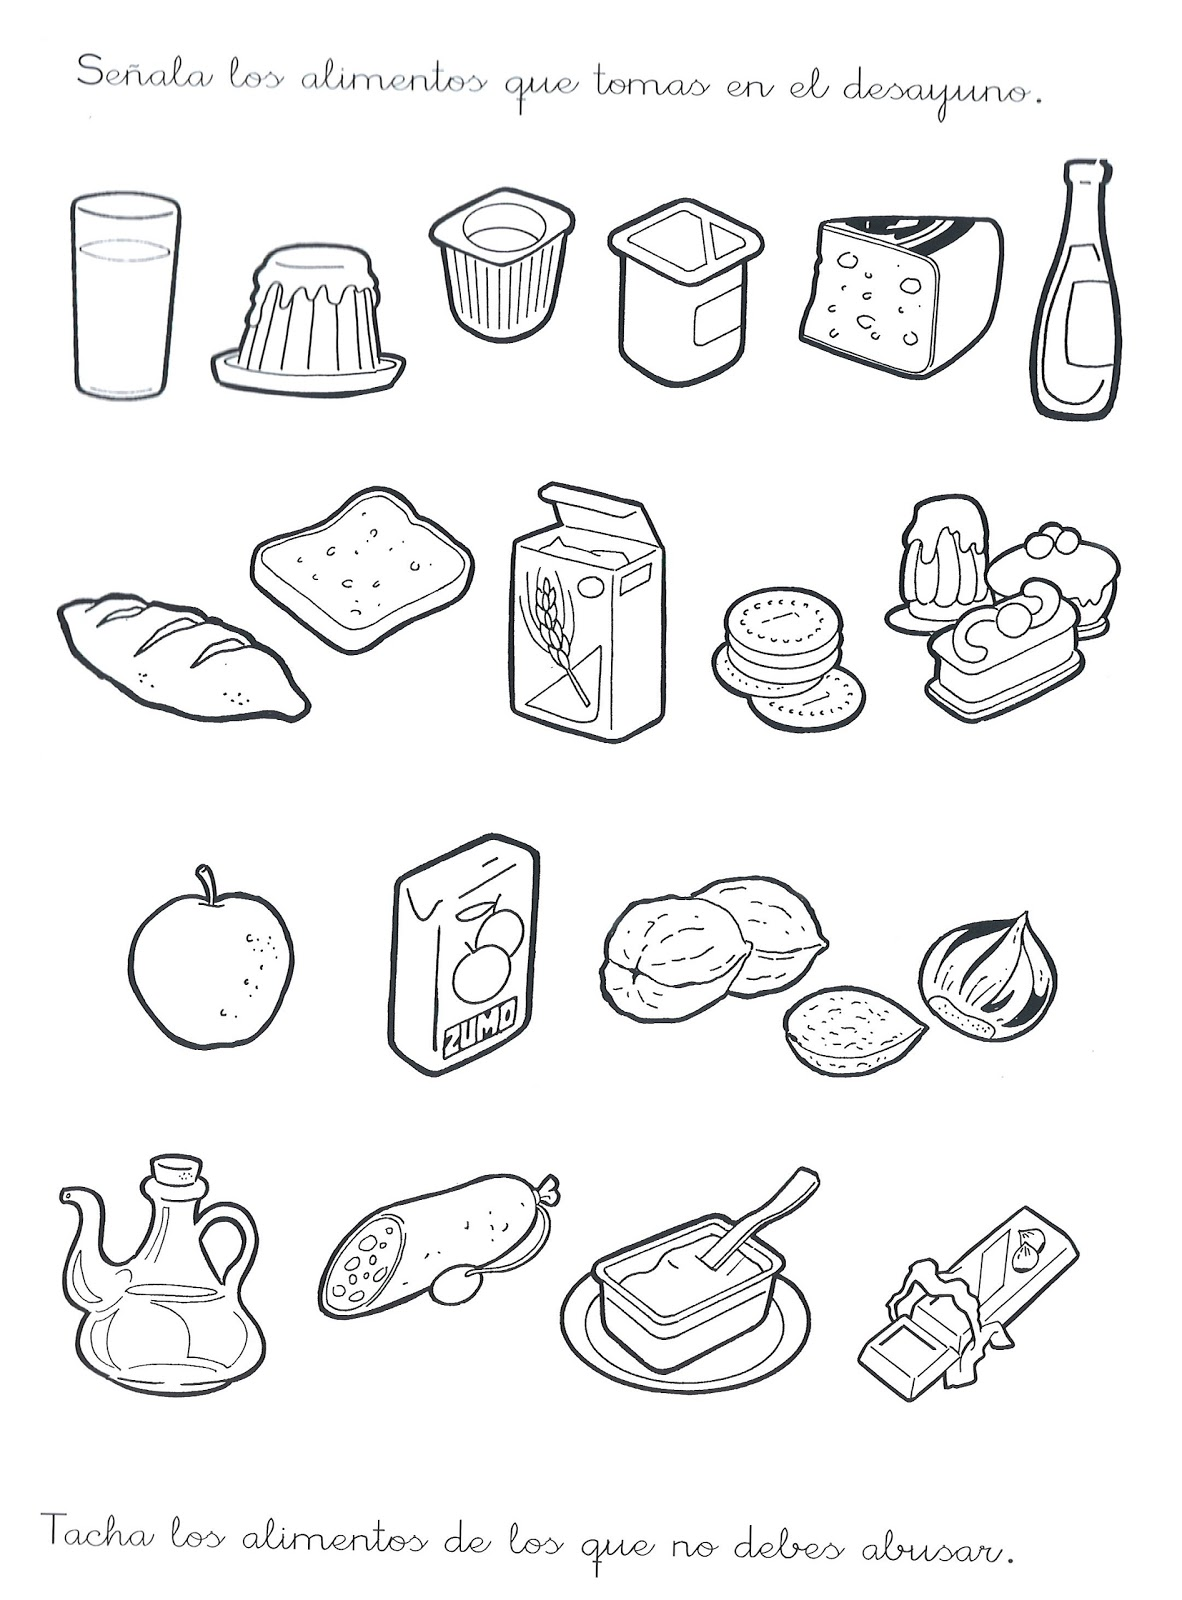 Señala los alimentos que tomas en el desayuno.
ZUMO
Tacha los alimentos de los que no debes abusar.